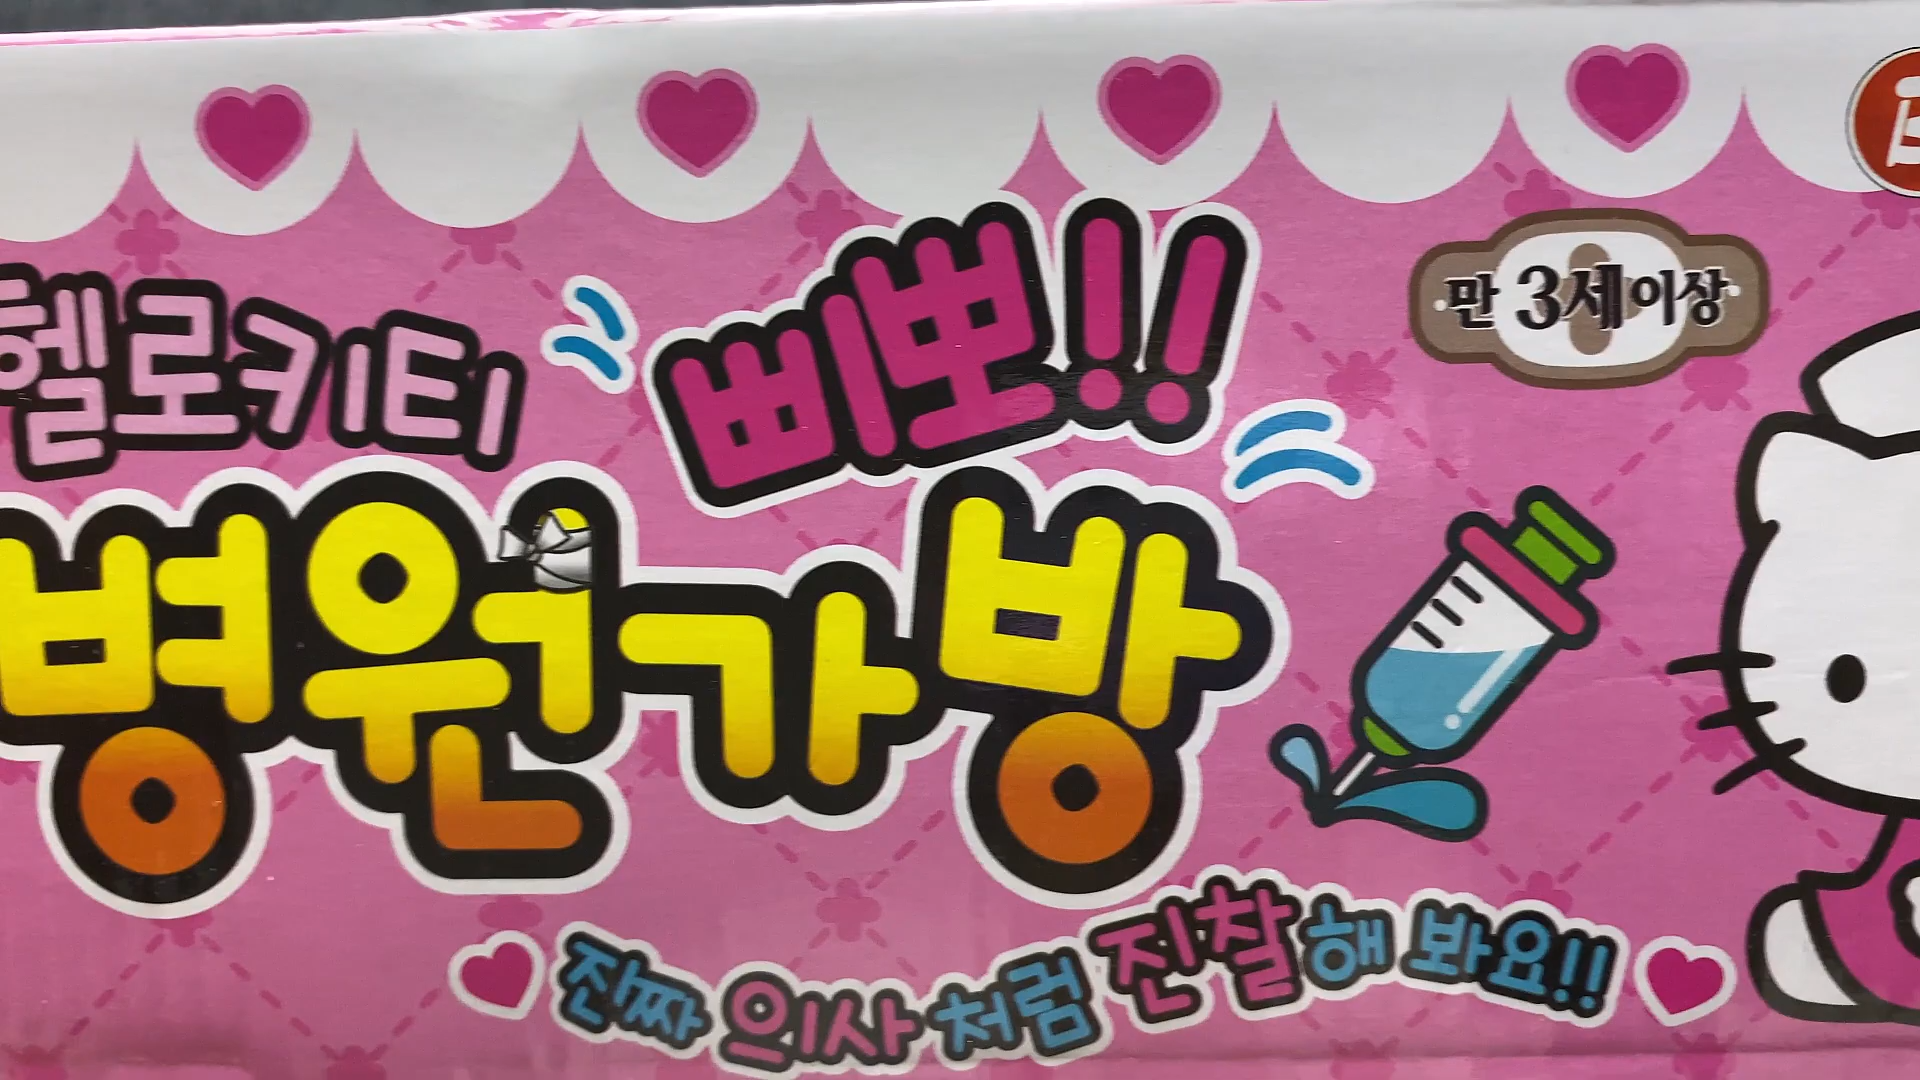 헬로키티 삐뽀!!
만 3세이상
병원가방
진짜 의사처럼 진찰해 봐요!!